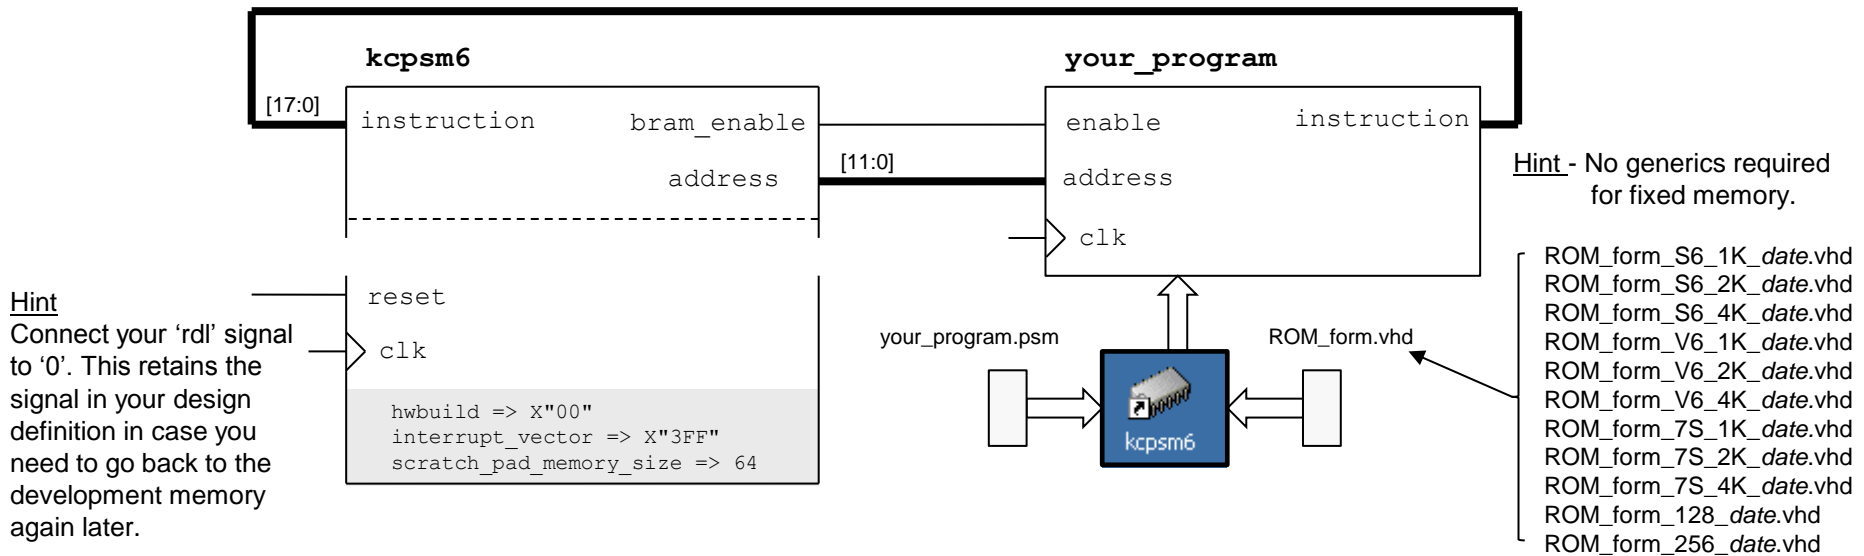 kcpsm6
your_program
[17:0]
instruction
bram_enable
address
[11:0]
enable
instruction
address
clk
Hint - No generics required
for fixed memory.
reset
clk
hwbuild => X"00"
interrupt_vector => X"3FF"
scratch_pad_memory_size => 64
Hint
Connect your ‘rdl’ signal
to ‘0’. This retains the
signal in your design
definition in case you
need to go back to the
development memory
again later.
your_program.psm
ROM_form.vhd
kcpsm6
ROM_form_S6_1K_date.vhd
ROM_form_S6_2K_date.vhd
ROM_form_S6_4K_date.vhd
ROM_form_V6_1K_date.vhd
ROM_form_V6_2K_date.vhd
ROM_form_V6_4K_date.vhd
ROM_form_7S_1K_date.vhd
ROM_form_7S_2K_date.vhd
ROM_form_7S_4K_date.vhd
ROM_form_128_date.vhd
ROM_form_256_date.vhd